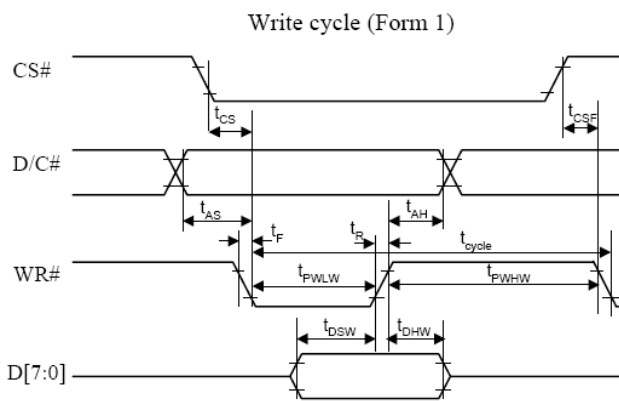 Write cycle (Form 1)
CS#
tCS
tCSF
D/C#
tAS
tAH
tF
tR
tcycle
WR#
tPWLW
tPWHW
tDSW
tDHW
D[7:0]